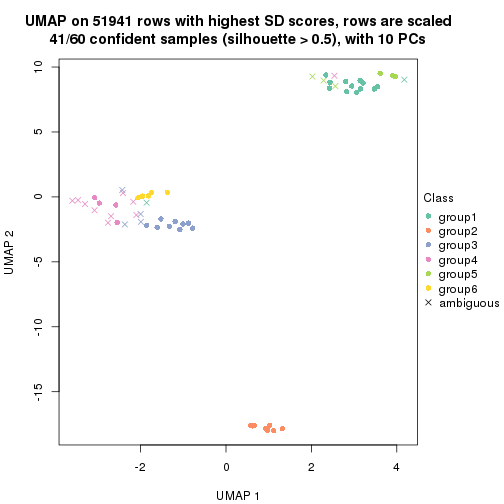 UMAP on 51941 rows with highest SD scores, rows are scaled
41/60 confident samples (silhouette > 0.5), with 10 PCs
10
5
0
-5
-10
-15
UMAP 2
-2
0
2
4
UMAP 1
Class
group1
group2
group3
group4
group5
group6
ambiguous